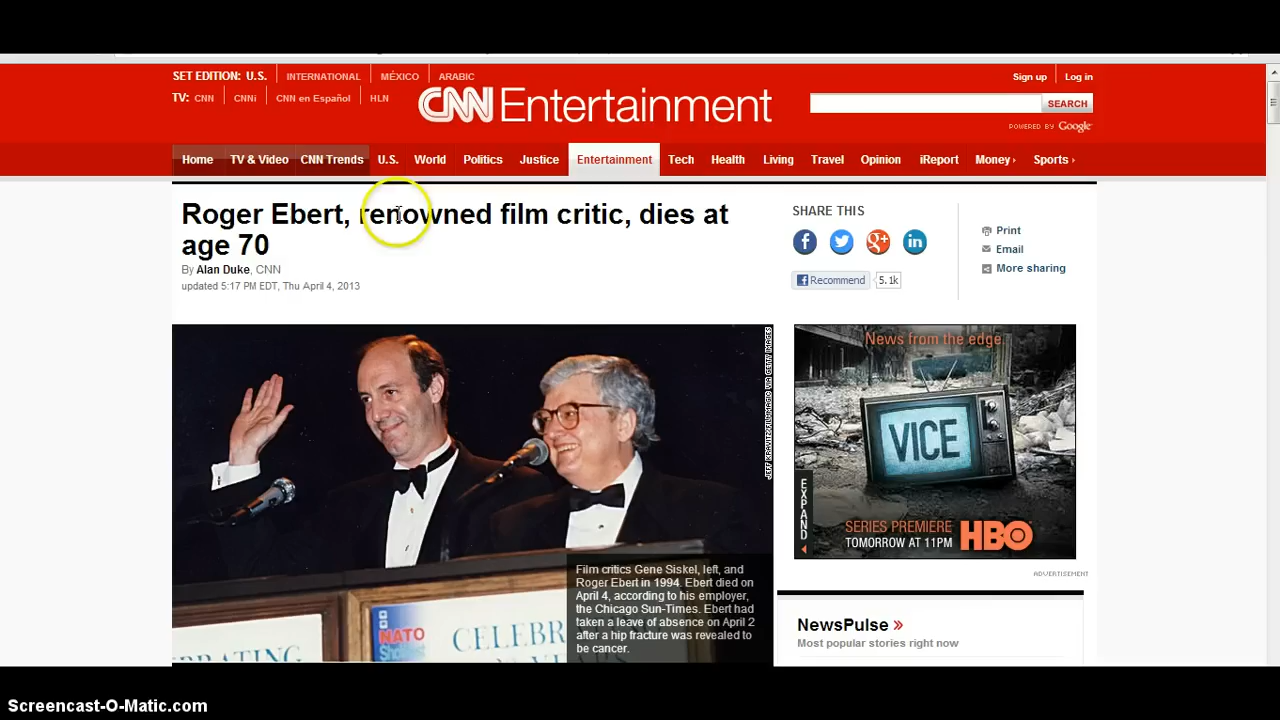 SET EDITION: U.S.
INTERNATIONAL
MÉXICO
ARABIC
Sign up
Log in
TV:
CNN
CNNi
CNN en Español
HLN
CNN Entertainment
SEARCH
POWERED BY Google
Home
TV & Video
CNN Trends
U.S.
World
Politics
Justice
Entertainment
Tech
Health
Living
Travel
Opinion
iReport
Money
Sports
Roger Ebert, renowned film critic, dies at
age 70
By Alan Duke, CNN
updated 5:17 PM EDT, Thu April 4, 2013
SHARE THIS
Print
Email
More sharing
Recommend
5.1k
JEFF KRAVITZ/FILMMAGIC VIA GETTY IMAGES
Film critics Gene Siskel, left, and
Roger Ebert in 1994. Ebert died on
April 4, according to his employer,
the Chicago Sun-Times. Ebert had
taken a leave of absence on April 2
after a hip fracture was revealed to
be cancer.
NATO
News from the edge.
VICE
EXPAND
SERIES PREMIERE
TOMORROW AT 11PM
HBO
ADVERTISEMENT
NewsPulse »
Most popular stories right now
Screencast-O-Matic.com